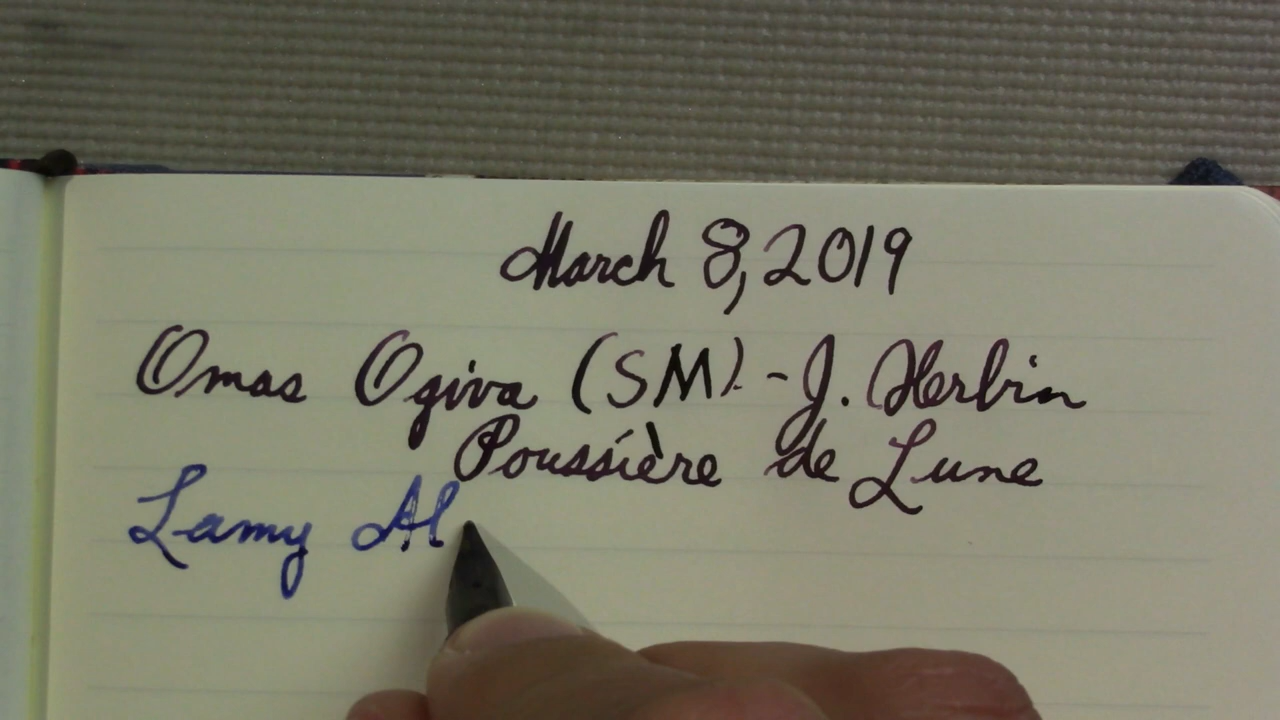 March 8, 2019
Omas Ogiva (SM) - J. Herbin
Poussière de Lune
Lamy Al